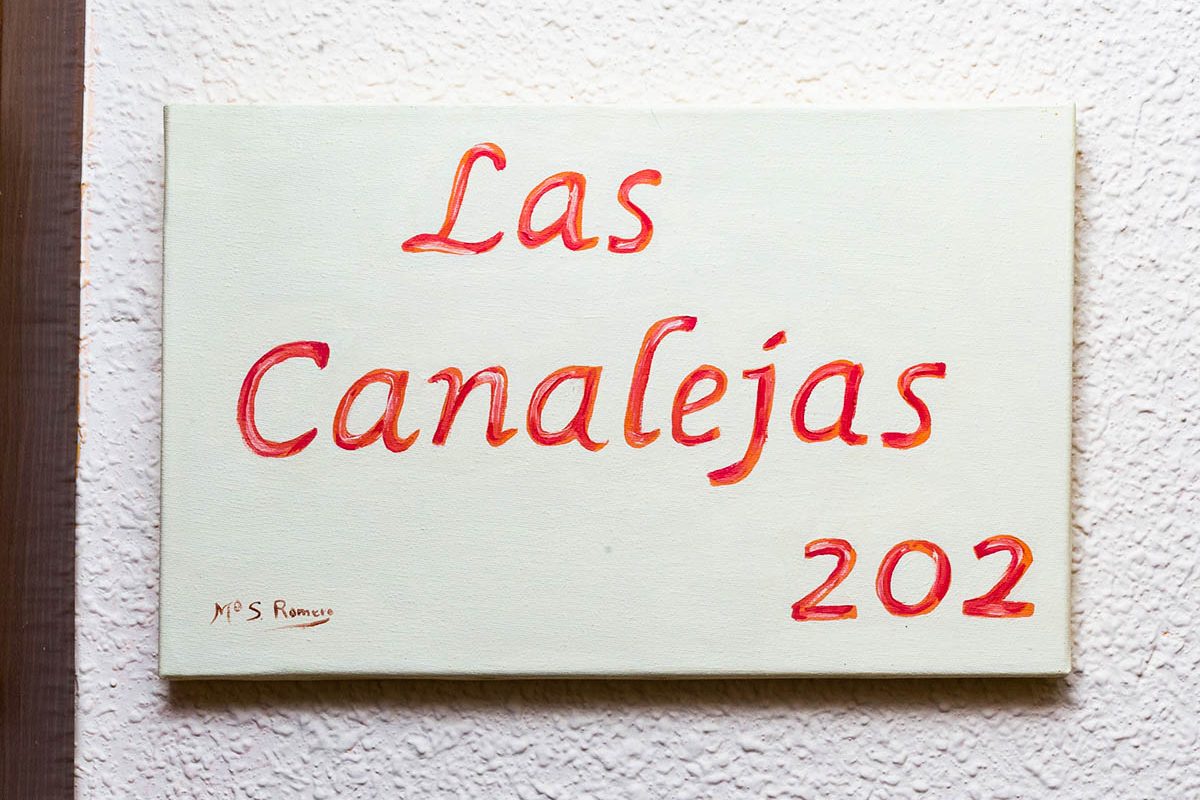 Las
Canalejas
202
Mª S. Romero